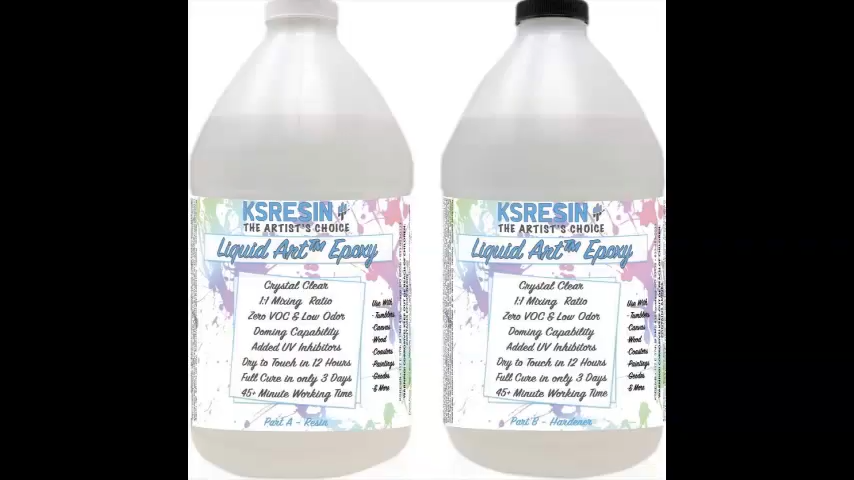 KSRESIN
THE ARTIST'S CHOICE
Liquid Art™ Epoxy
Crystal Clear
1:1 Mixing Ratio
Zero VOC & Low Odor
Doming Capability
Added UV Inhibitors
Dry to Touch in 12 Hours
Full Cure in only 3 Days
45+ Minute Working Time
Use With
- Tumblers
- Canvas
- Wood
- Coasters
- Paintings
- Geodes
& More
Part A - Resin
KSRESIN
THE ARTIST'S CHOICE
Liquid Art™ Epoxy
Crystal Clear
1:1 Mixing Ratio
Zero VOC & Low Odor
Doming Capability
Added UV Inhibitors
Dry to Touch in 12 Hours
Full Cure in only 3 Days
45+ Minute Working Time
Use With
- Tumblers
- Canvas
- Wood
- Coasters
- Paintings
- Geodes
& More
Part B - Hardener